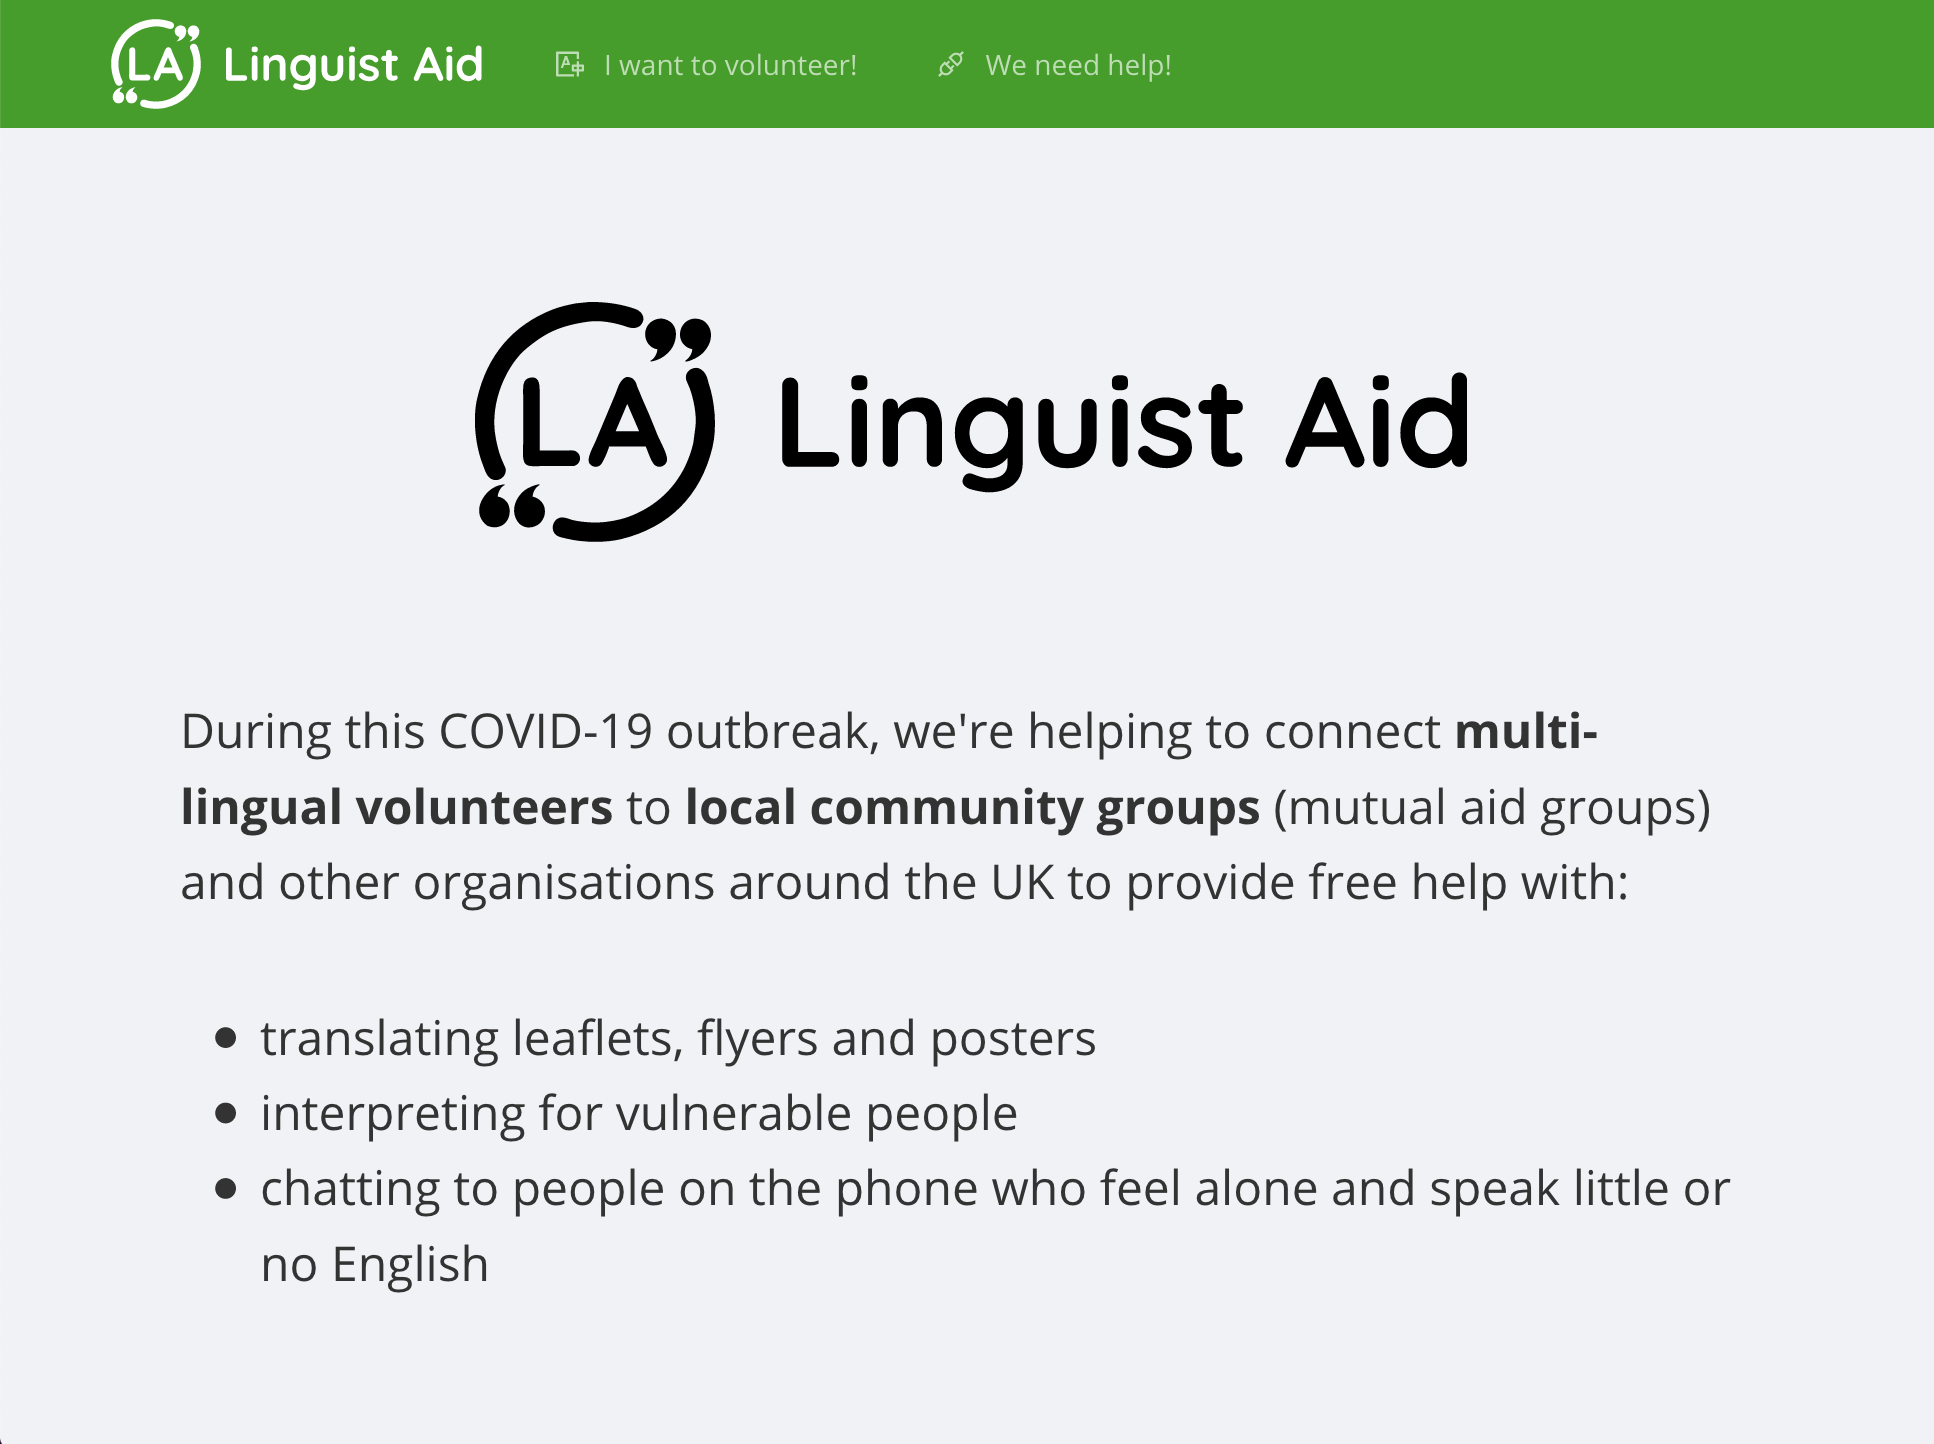 LA Linguist Aid I want to volunteer! We need help!
LA Linguist Aid
During this COVID-19 outbreak, we're helping to connect multi-
lingual volunteers to local community groups (mutual aid groups)
and other organisations around the UK to provide free help with:
translating leaflets, flyers and posters
interpreting for vulnerable people
chatting to people on the phone who feel alone and speak little or
no English